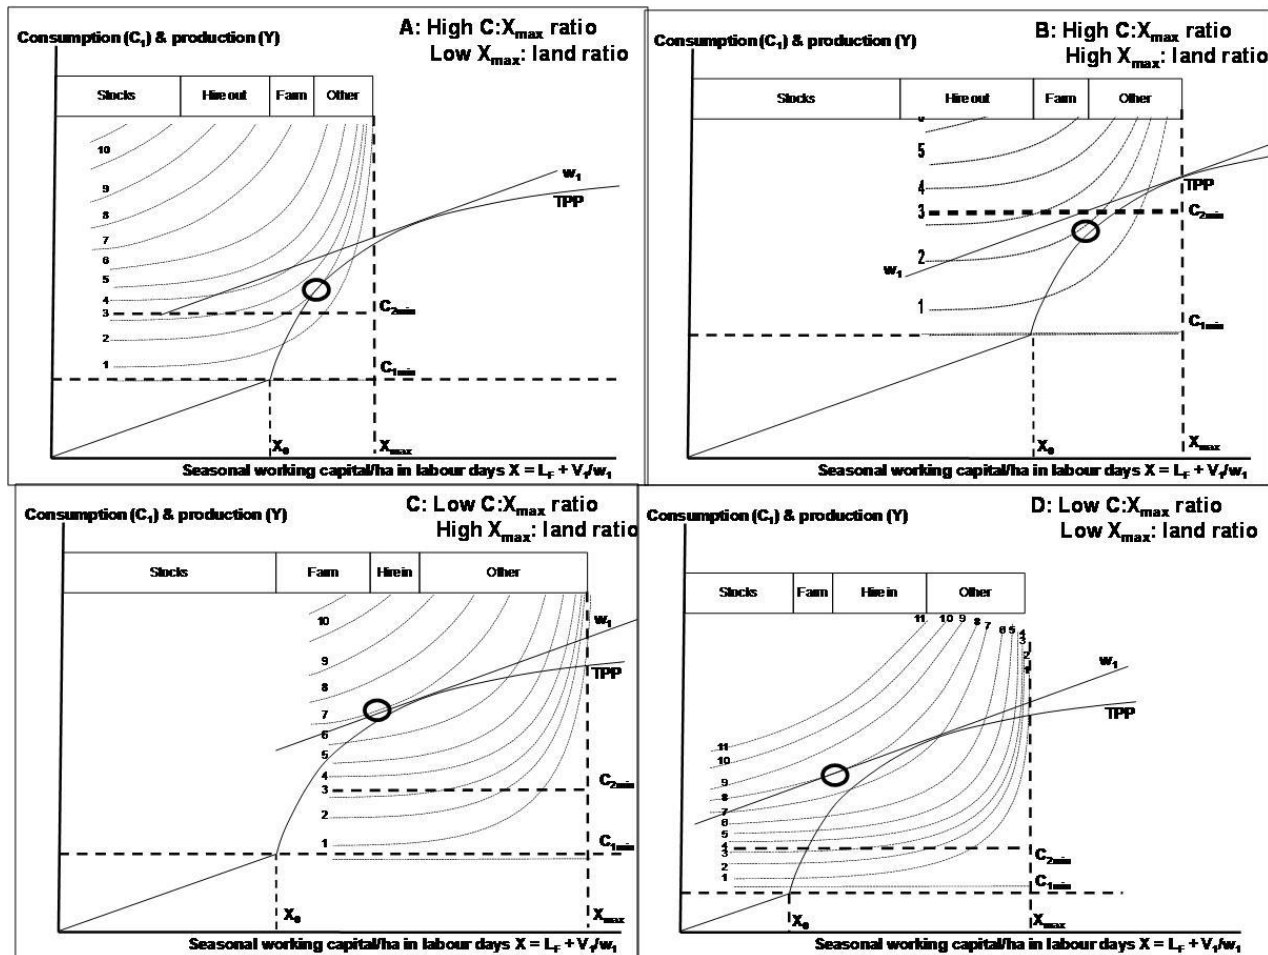 Consumption (C1) & production (Y)
A: High C:Xmax ratio
Low Xmax: land ratio
Stocks Hire out Farm Other
10
9
8
7
6
5
4
3
2
1
w1
TPP
C2min
C1min
X0
Xmax
Seasonal working capital/ha in labour days X = LF + V1/w1
Consumption (C1) & production (Y)
B: High C:Xmax ratio
High Xmax: land ratio
Stocks Hire out Farm Other
5
4
3
2
1
w1
TPP
C2min
C1min
X0
Xmax
Seasonal working capital/ha in labour days X = LF + V1/w1
Consumption (C1) & production (Y)
C: Low C:Xmax ratio
High Xmax: land ratio
Stocks Farm Hire in Other
10
9
8
7
6
5
4
3
2
1
w1
TPP
C2min
C1min
X0
Xmax
Seasonal working capital/ha in labour days X = LF + V1/w1
Consumption (C1) & production (Y)
D: Low C:Xmax ratio
Low Xmax: land ratio
Stocks Farm Hire in Other
11 10 9 8 7 6 5 4
3
2
1
11
10
9
8
7
6
5
4
3
2
1
w1
TPP
C2min
C1min
X0
Xmax
Seasonal working capital/ha in labour days X = LF + V1/w1